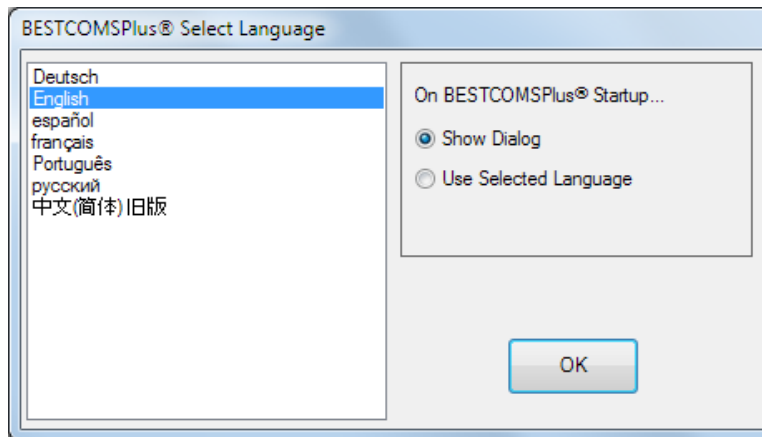 BESTCOMSPlus® Select Language
Deutsch
English
español
français
Português
русский
中文(简体) 旧版
On BESTCOMSPlus® Startup...
Show Dialog
Use Selected Language
OK